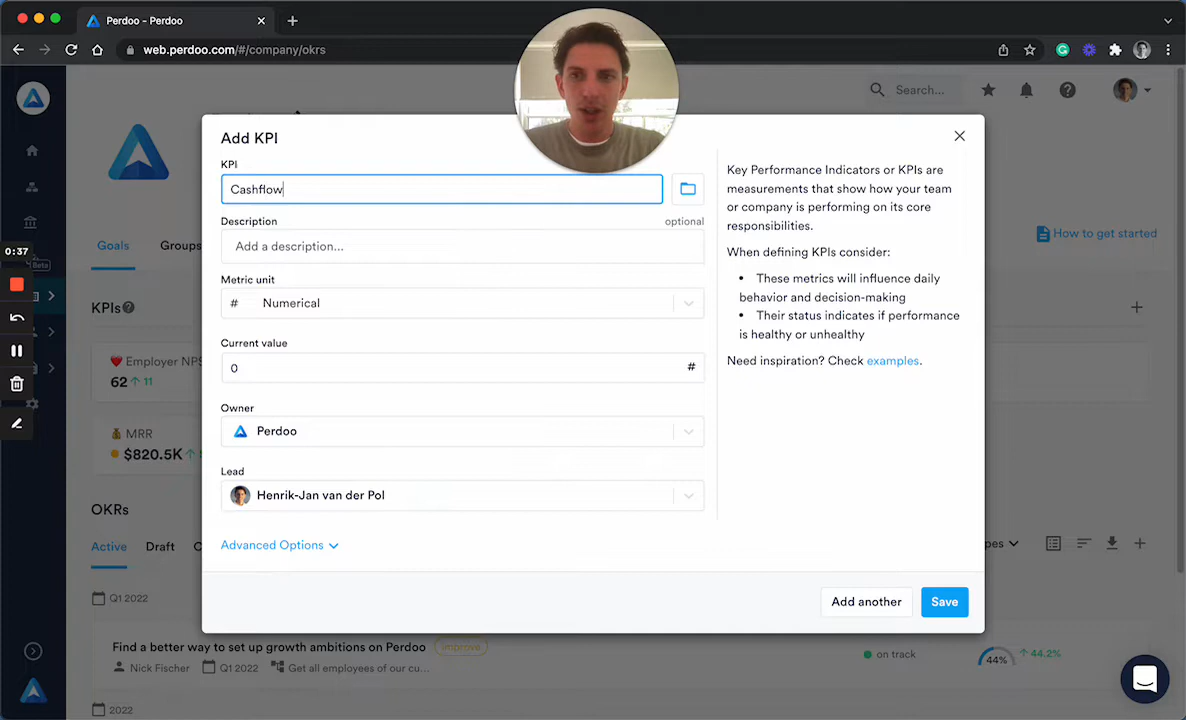 Perdoo - Perdoo
web.perdoo.com/#/company/okrs
Search...
Add KPI
KPI
Cashflow
Description
optional
Add a description...
Metric unit
# Numerical
Current value
0
#
Owner
Perdoo
Lead
Henrik-Jan van der Pol
Advanced Options
Key Performance Indicators or KPIs are
measurements that show how your team
or company is performing on its core
responsibilities.
When defining KPIs consider:
• These metrics will influence daily
behavior and decision-making
• Their status indicates if performance
is healthy or unhealthy
Need inspiration? Check examples.
Add another
Save
How to get started
Goals
Groups
0:37
Beta
KPIs
Employer NPS
62 ↑ 11
MRR
$820.5K ↑
OKRs
Active
Draft
Q1 2022
Find a better way to set up growth ambitions on Perdoo
Improve
Nick Fischer
Q1 2022
Get all employees of our cu...
on track
44%
↑ 44.2%
2022